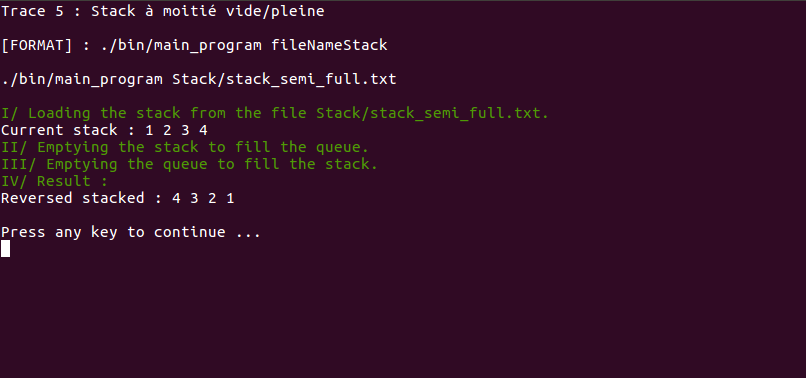 Trace 5 : Stack à moitié vide/pleine
[FORMAT] : ./bin/main_program fileNameStack
./bin/main_program Stack/stack_semi_full.txt
I/ Loading the stack from the file Stack/stack_semi_full.txt.
Current stack : 1 2 3 4
II/ Emptying the stack to fill the queue.
III/ Emptying the queue to fill the stack.
IV/ Result :
Reversed stacked : 4 3 2 1
Press any key to continue ...